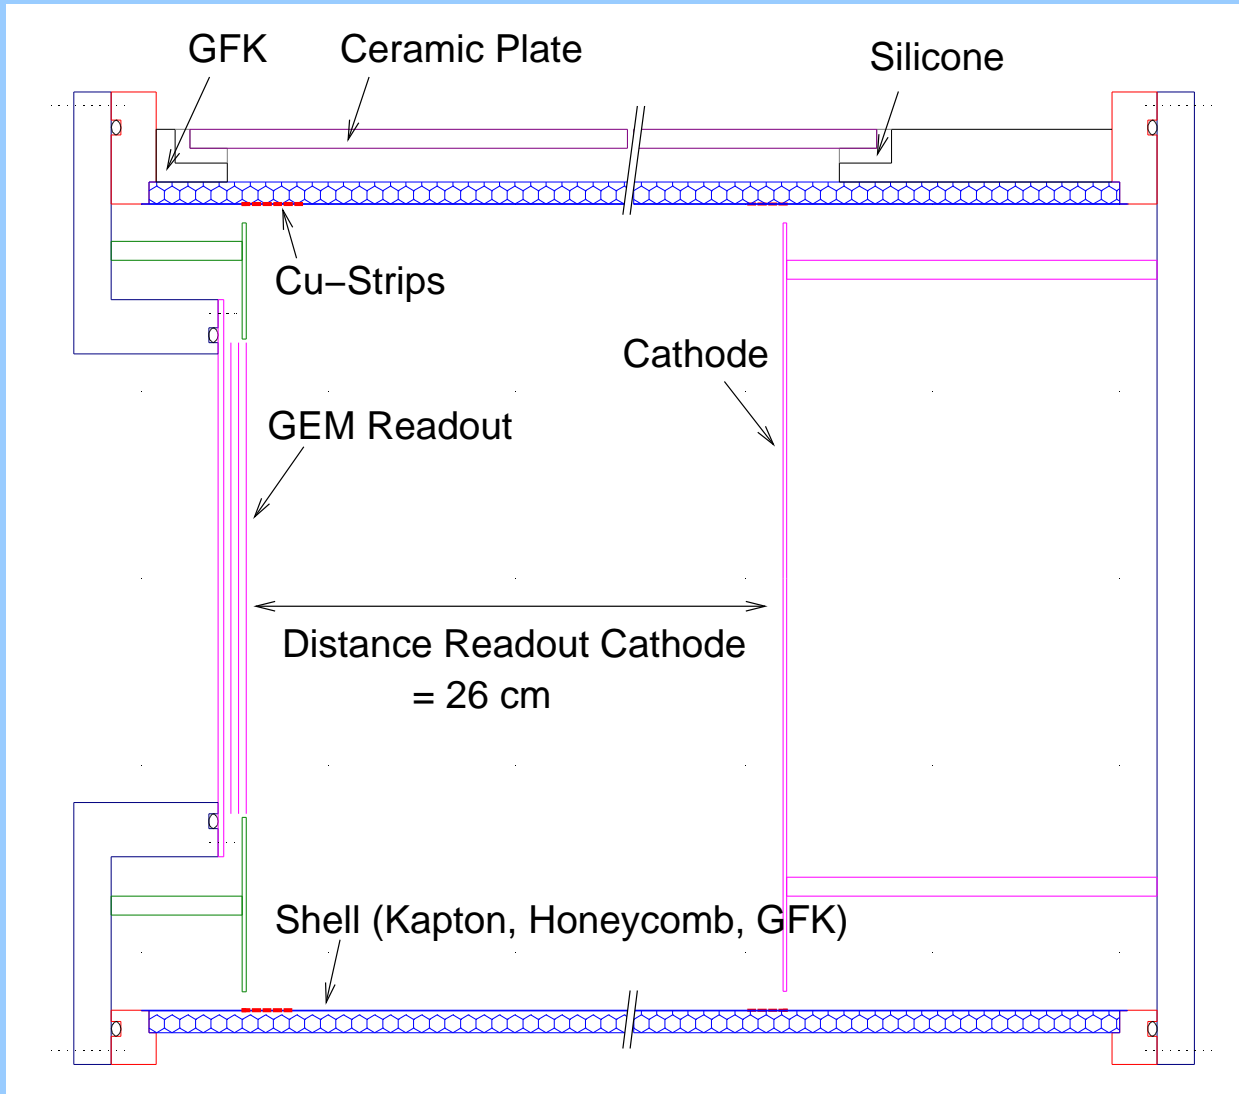 GFK
Ceramic Plate
Silicone
Cu–Strips
Cathode
GEM Readout
Distance Readout Cathode
= 26 cm
Shell (Kapton, Honeycomb, GFK)